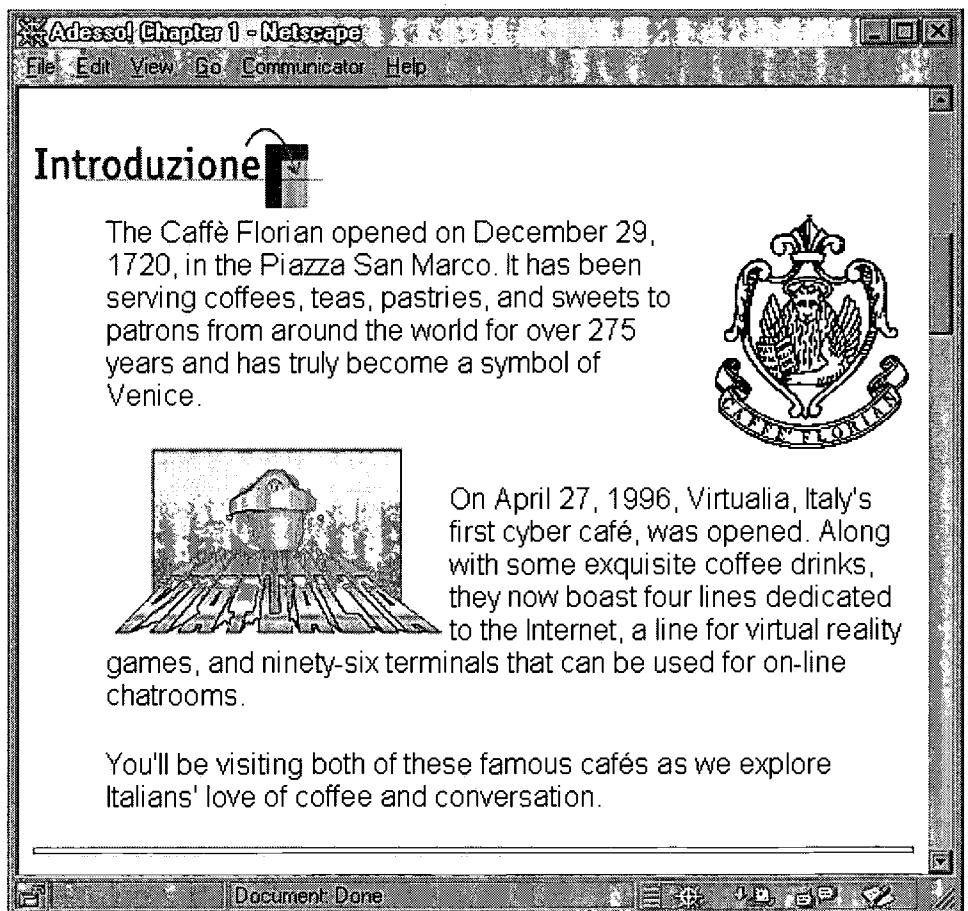 Adesso! Chapter 1 - Netscape
File Edit View Go Communicator Help
Introduzione
The Caffè Florian opened on December 29,
1720, in the Piazza San Marco. It has been
serving coffees, teas, pastries, and sweets to
patrons from around the world for over 275
years and has truly become a symbol of
Venice.
CAFFE' FLORIAN
On April 27, 1996, Virtualia, Italy's
first cyber café, was opened. Along
with some exquisite coffee drinks,
they now boast four lines dedicated
VIRTUALIA
to the Internet, a line for virtual reality
games, and ninety-six terminals that can be used for on-line
chatrooms.
You'll be visiting both of these famous cafés as we explore
Italians' love of coffee and conversation.
Document: Done